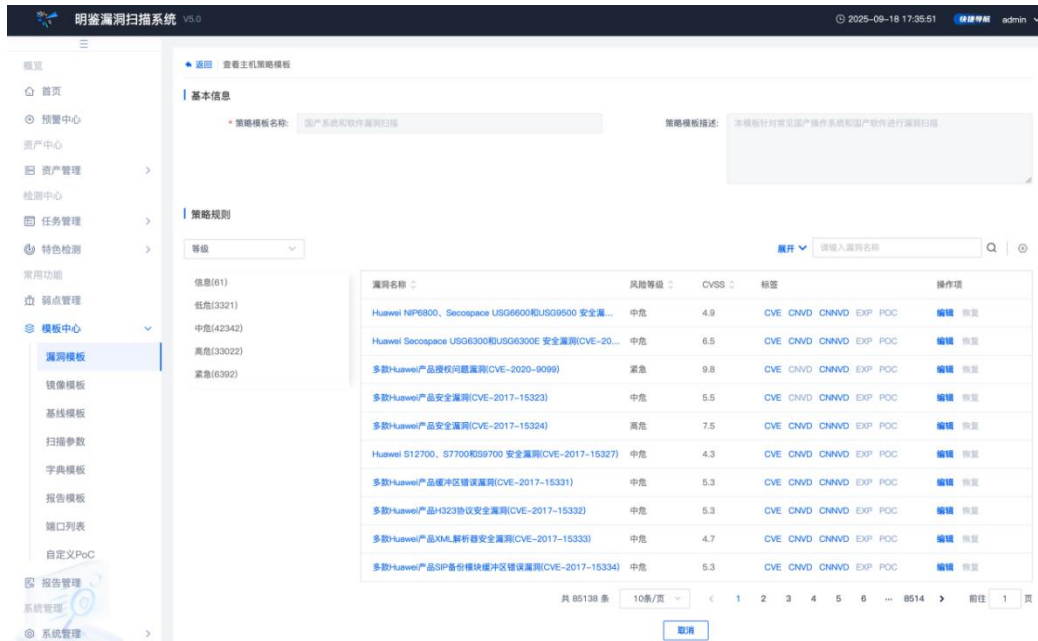 明鉴漏洞扫描系统 V5.0 2025-09-18 17:35:51 快捷导航 admin
概览
首页
预警中心
资产中心
资产管理
检测中心
任务管理
特色检测
常用功能
弱点管理
模板中心
漏洞模板
镜像模板
基线模板
扫描参数
字典模板
报告模板
端口列表
自定义PoC
报告管理
系统管理
系统管理
返回 查看主机策略模板
基本信息
* 策略模板名称: 国产系统和软件漏洞扫描 策略模板描述: 本模板针对常见国产操作系统和国产软件进行漏洞扫描
策略规则
等级 展开 请输入漏洞名称
信息(61)
低危(3321)
中危(42342)
高危(33022)
紧急(6392)
漏洞名称 风险等级 CVSS 标签 操作项
Huawei NIP6800、Secospace USG6600和USG9500 安全漏... 中危 4.9 CVE CNVD CNNVD EXP POC 编辑 恢复
Huawei Secospace USG6300和USG6300E 安全漏洞(CVE-20... 中危 6.5 CVE CNVD CNNVD EXP POC 编辑 恢复
多款Huawei产品授权问题漏洞(CVE-2020-9099) 紧急 9.8 CVE CNVD CNNVD EXP POC 编辑 恢复
多款Huawei产品安全漏洞(CVE-2017-15323) 中危 5.5 CVE CNVD CNNVD EXP POC 编辑 恢复
多款Huawei产品安全漏洞(CVE-2017-15324) 高危 7.5 CVE CNVD CNNVD EXP POC 编辑 恢复
Huawei S12700、S7700和S9700 安全漏洞(CVE-2017-15327) 中危 4.3 CVE CNVD CNNVD EXP POC 编辑 恢复
多款Huawei产品缓冲区错误漏洞(CVE-2017-15331) 中危 5.3 CVE CNVD CNNVD EXP POC 编辑 恢复
多款Huawei产品H323协议安全漏洞(CVE-2017-15332) 中危 5.3 CVE CNVD CNNVD EXP POC 编辑 恢复
多款Huawei产品XML解析器安全漏洞(CVE-2017-15333) 中危 4.7 CVE CNVD CNNVD EXP POC 编辑 恢复
多款Huawei产品SIP备份模块缓冲区错误漏洞(CVE-2017-15334) 中危 5.3 CVE CNVD CNNVD EXP POC 编辑 恢复
共 85138 条 10条/页 1 2 3 4 5 6 ... 8514 前往 1 页
取消